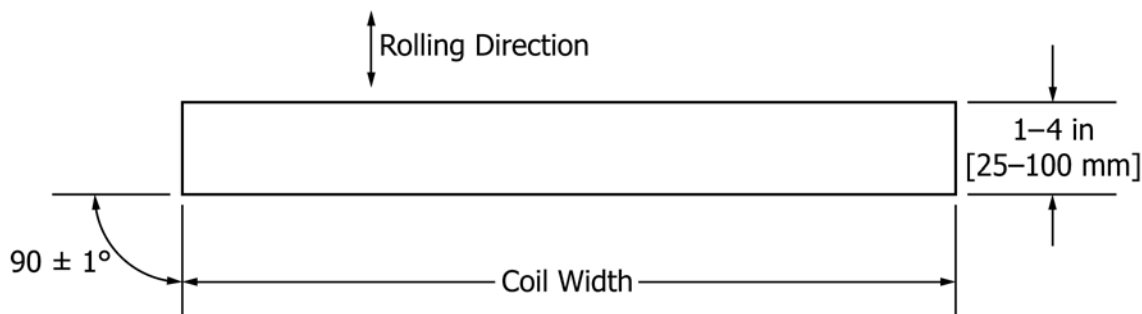 Rolling Direction
1–4 in
[25–100 mm]
90 ± 1°
Coil Width